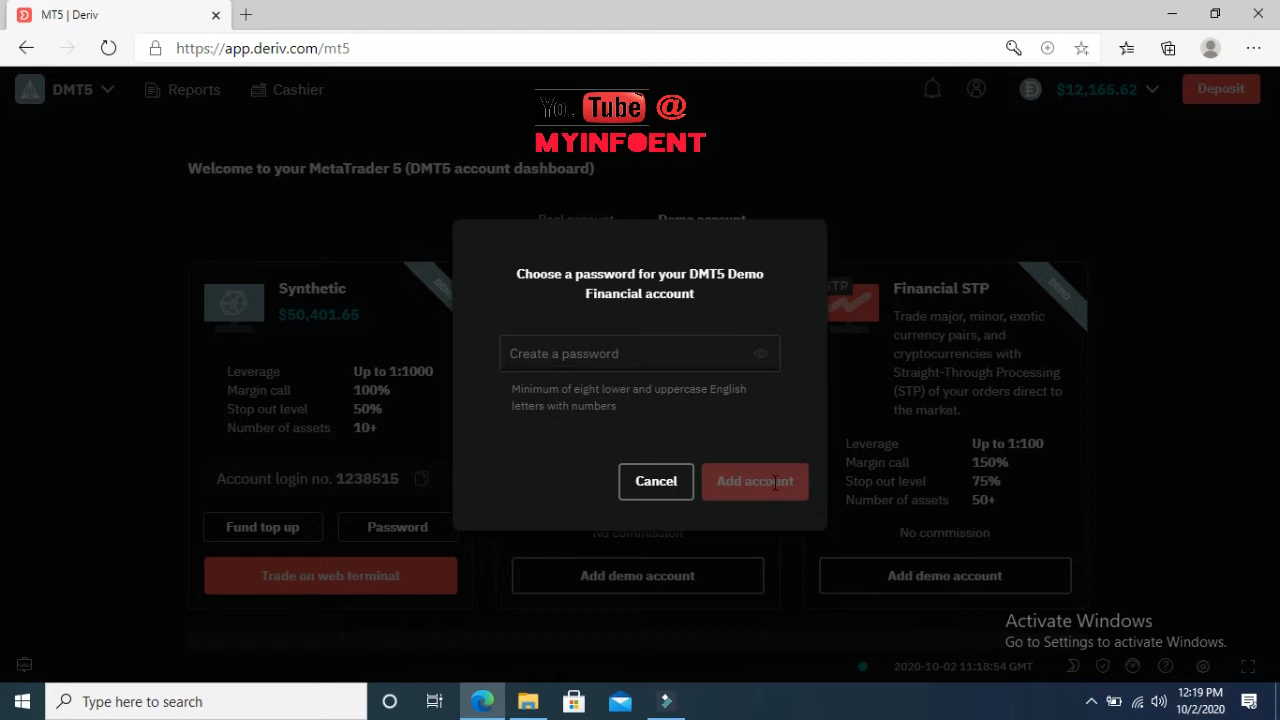 MT5 | Deriv
https://app.deriv.com/mt5
DMT5
Reports
Cashier
$12,165.62
Deposit
You Tube @
MYINFOENT
Welcome to your MetaTrader 5 (DMT5 account dashboard)
Real account
Demo account
Synthetic
$50,401.65
Leverage Up to 1:1000
Margin call 100%
Stop out level 50%
Number of assets 10+
Account login no. 1238515
Fund top up
Password
Trade on web terminal
Choose a password for your DMT5 Demo
Financial account
Create a password
Minimum of eight lower and uppercase English
letters with numbers
Cancel
Add account
No commission
Add demo account
STP
DEMO
Financial STP
Trade major, minor, exotic
currency pairs, and
cryptocurrencies with
Straight-Through Processing
(STP) of your orders direct to
the market.
Leverage Up to 1:100
Margin call 150%
Stop out level 75%
Number of assets 50+
No commission
Add demo account
Activate Windows
Go to Settings to activate Windows.
2020-10-02 11:18:54 GMT
Type here to search
12:19 PM
10/2/2020